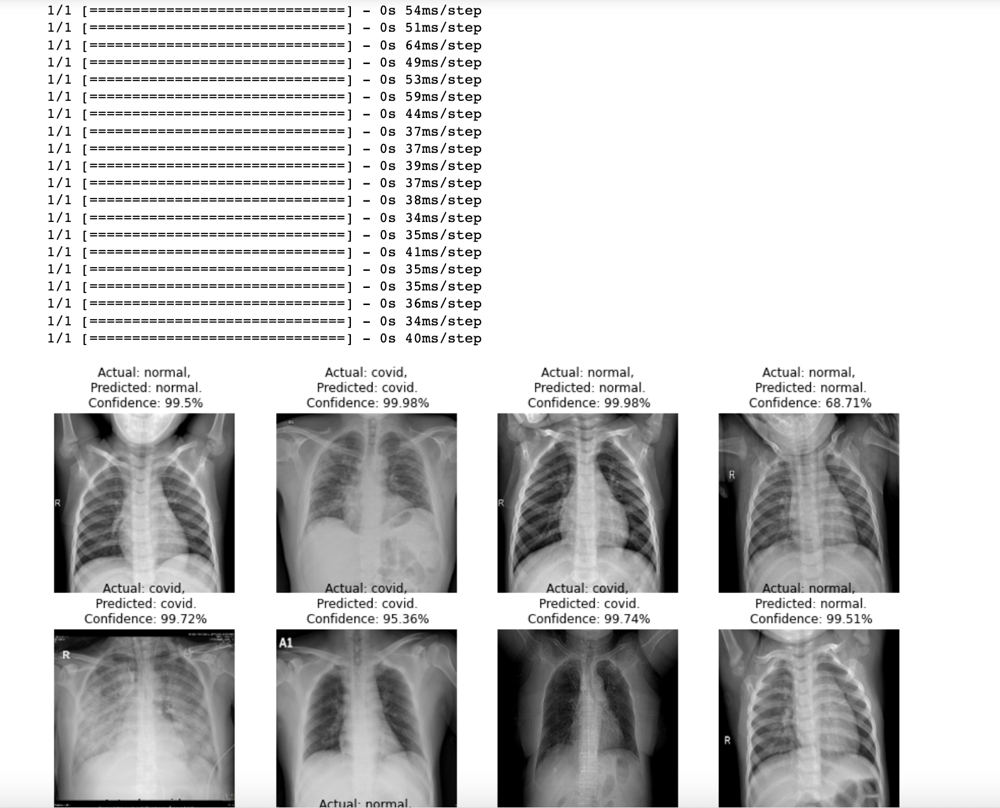 1/1 [==============================] - 0s 54ms/step
1/1 [==============================] - 0s 51ms/step
1/1 [==============================] - 0s 64ms/step
1/1 [==============================] - 0s 49ms/step
1/1 [==============================] - 0s 53ms/step
1/1 [==============================] - 0s 59ms/step
1/1 [==============================] - 0s 44ms/step
1/1 [==============================] - 0s 37ms/step
1/1 [==============================] - 0s 37ms/step
1/1 [==============================] - 0s 39ms/step
1/1 [==============================] - 0s 37ms/step
1/1 [==============================] - 0s 38ms/step
1/1 [==============================] - 0s 34ms/step
1/1 [==============================] - 0s 35ms/step
1/1 [==============================] - 0s 41ms/step
1/1 [==============================] - 0s 35ms/step
1/1 [==============================] - 0s 35ms/step
1/1 [==============================] - 0s 36ms/step
1/1 [==============================] - 0s 34ms/step
1/1 [==============================] - 0s 40ms/step
Actual: normal,
Predicted: normal.
Confidence: 99.5%
R
Actual: covid,
Predicted: covid.
Confidence: 99.98%
Actual: normal,
Predicted: normal.
Confidence: 99.98%
R
Actual: normal,
Predicted: normal.
Confidence: 68.71%
R
Actual: covid,
Predicted: covid.
Confidence: 99.72%
R
Actual: covid,
Predicted: covid.
Confidence: 95.36%
A1
Actual: covid,
Predicted: covid.
Confidence: 99.74%
Actual: normal,
Predicted: normal.
Confidence: 99.51%
R
Actual: normal,